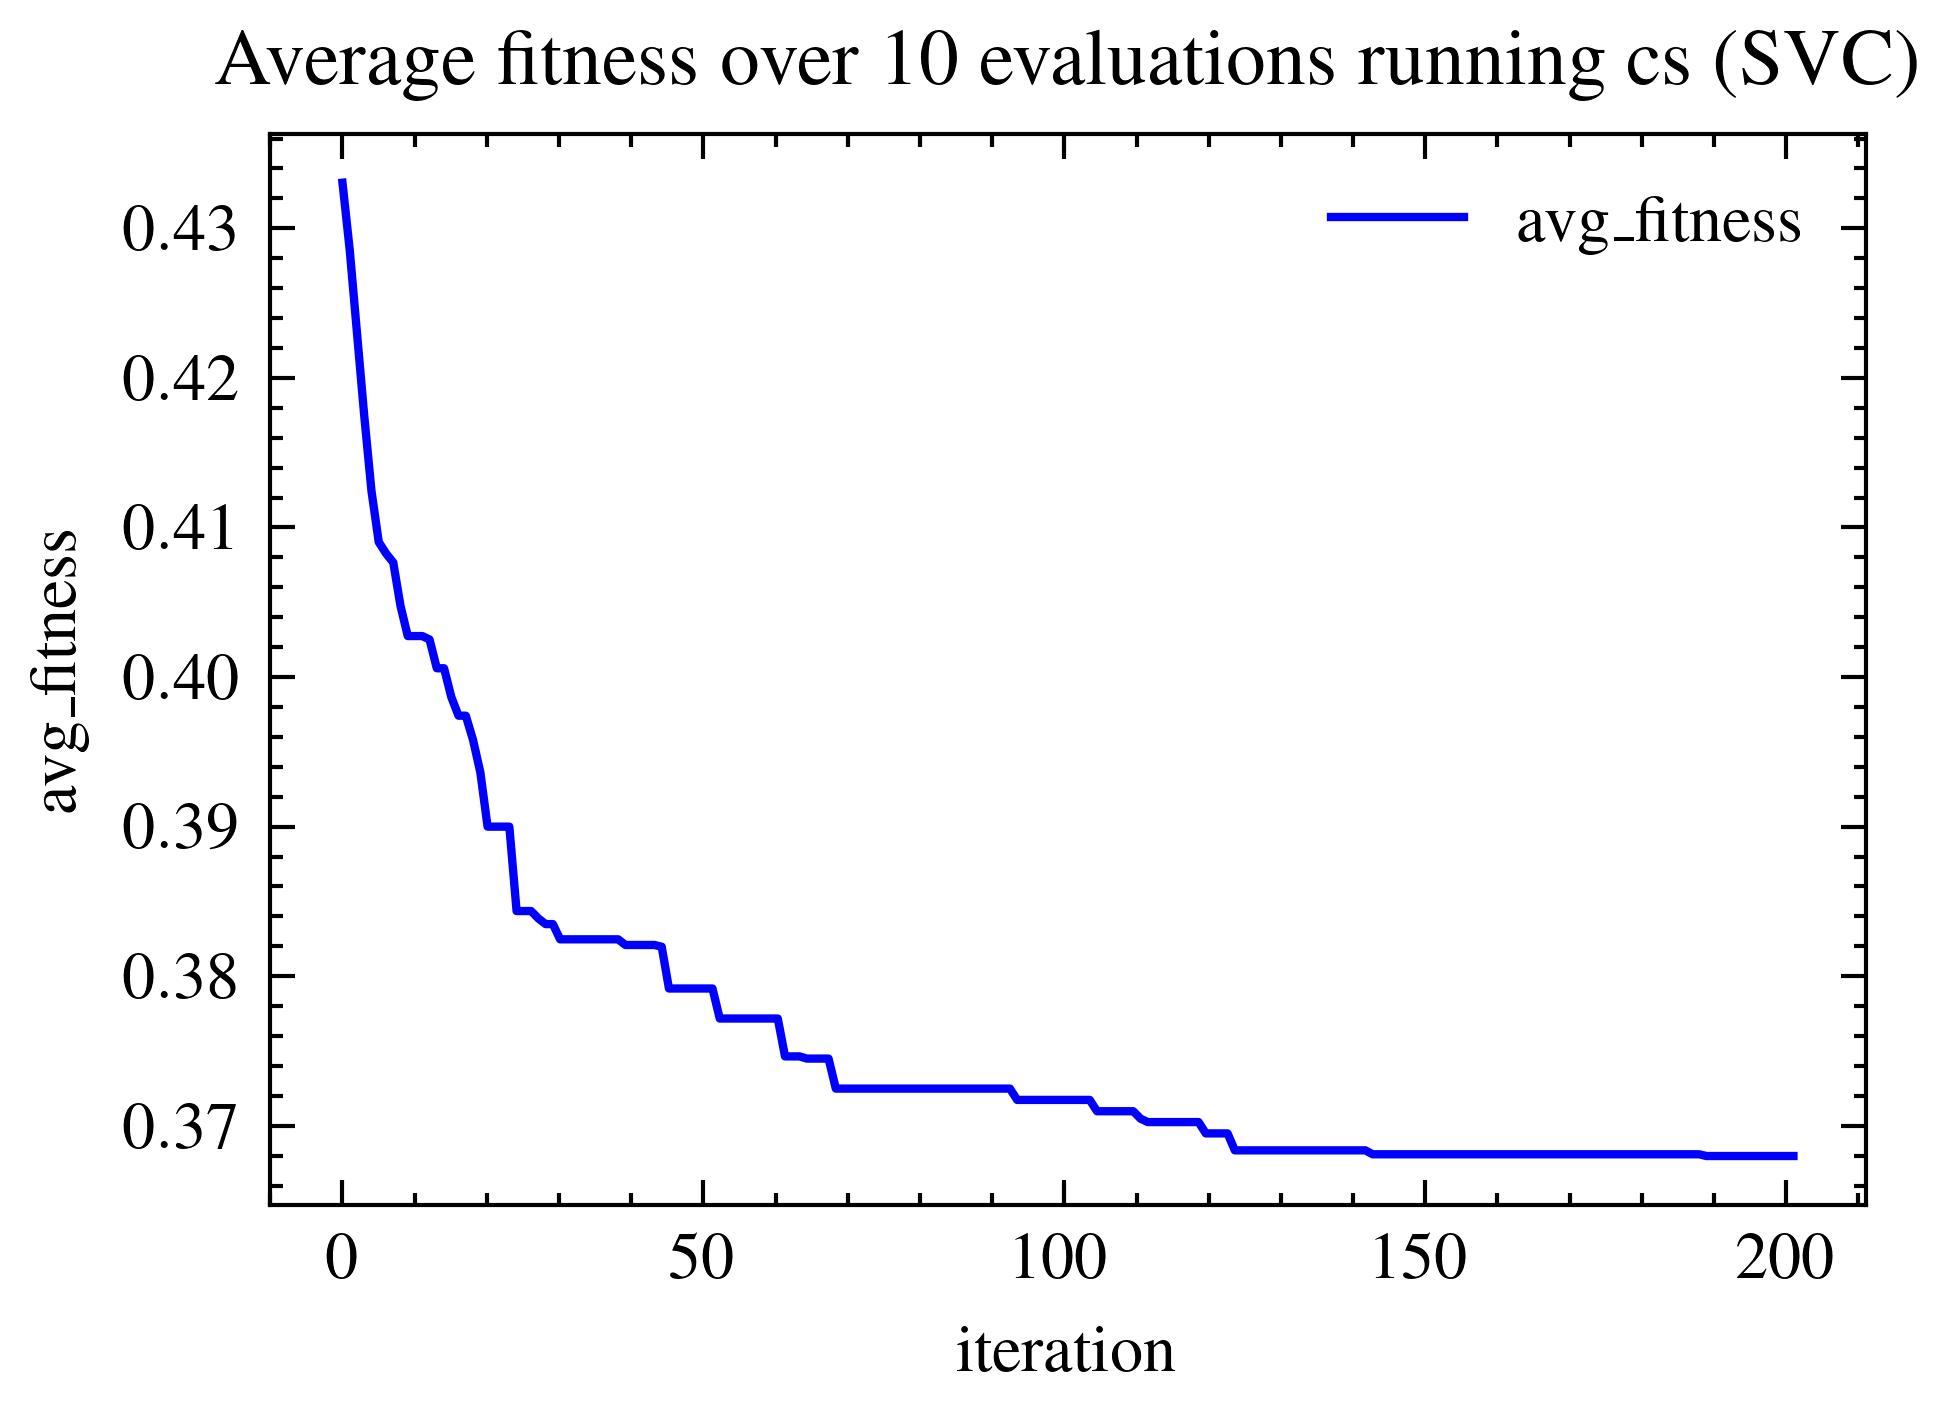 Average fitness over 10 evaluations running cs (SVC)
avg_fitness
0.43
0.42
0.41
0.40
0.39
0.38
0.37
avg_fitness
0 50 100 150 200
iteration